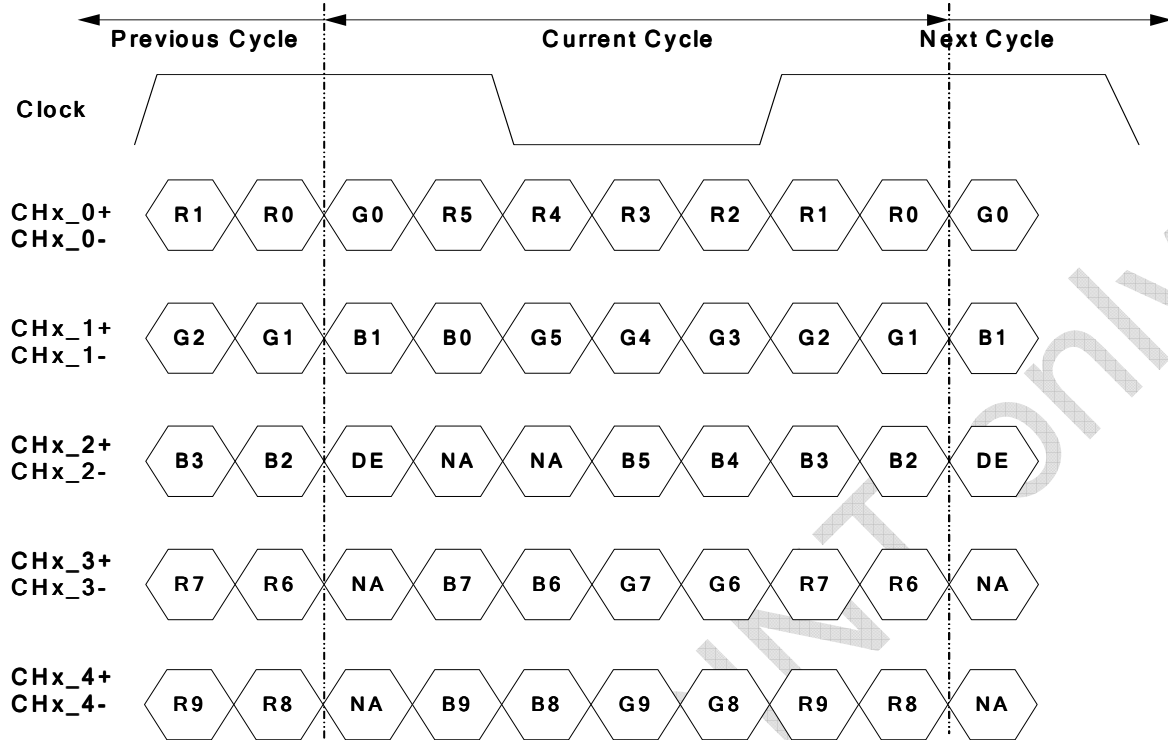 Previous Cycle Current Cycle Next Cycle
Clock
CHx_0+
CHx_0-
R1 R0 G0 R5 R4 R3 R2 R1 R0 G0
CHx_1+
CHx_1-
G2 G1 B1 B0 G5 G4 G3 G2 G1 B1
CHx_2+
CHx_2-
B3 B2 DE NA NA B5 B4 B3 B2 DE
CHx_3+
CHx_3-
R7 R6 NA B7 B6 G7 G6 R7 R6 NA
CHx_4+
CHx_4-
R9 R8 NA B9 B8 G9 G8 R9 R8 NA
only